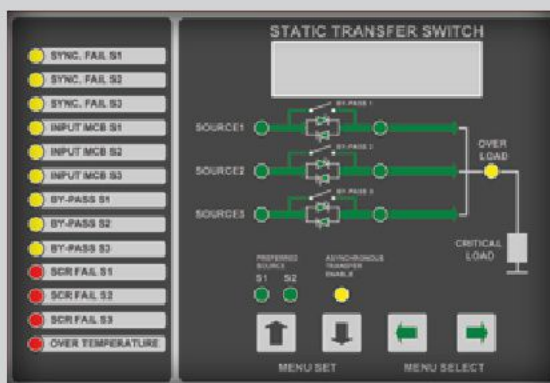 STATIC TRANSFER SWITCH
SYNC. FAIL S1
SYNC. FAIL S2
SYNC. FAIL S3
INPUT MCB S1
INPUT MCB S2
INPUT MCB S3
BY-PASS S1
BY-PASS S2
BY-PASS S3
SCR FAIL S1
SCR FAIL S2
SCR FAIL S3
OVER TEMPERATURE
BY-PASS 1
SOURCE1
BY-PASS 2
SOURCE2
BY-PASS 3
SOURCE3
OVER
LOAD
CRITICAL
LOAD
PREFERRED
SOURCE
S1 S2
ASYNCHRONOUS
TRANSFER
ENABLE
MENU SET
MENU SELECT